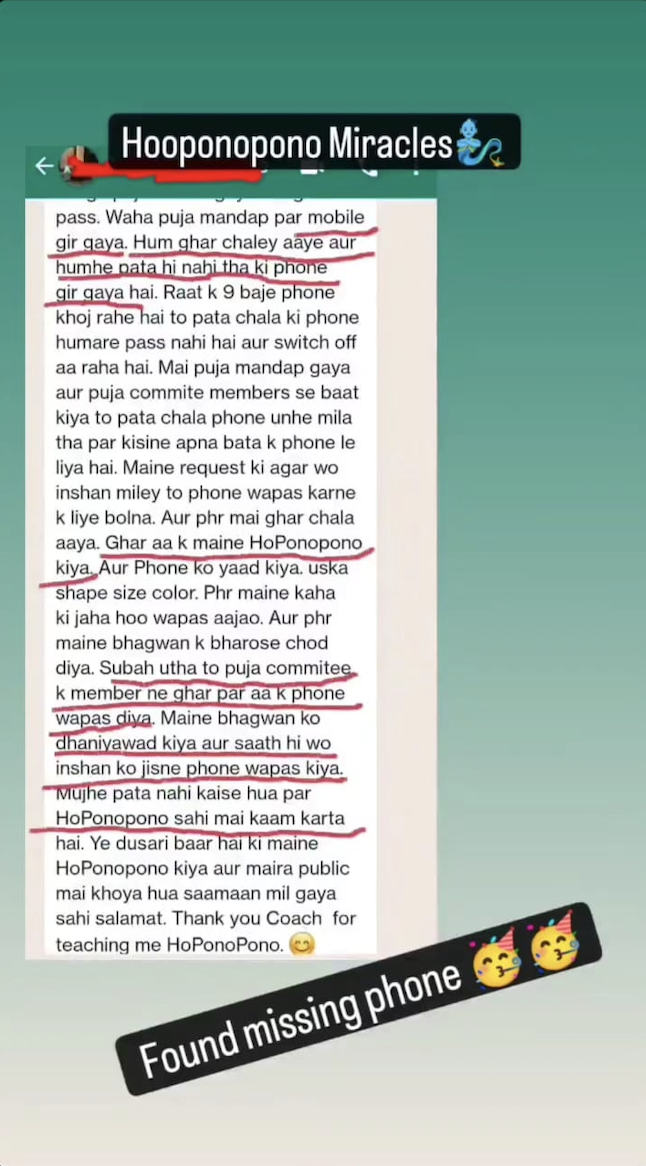 Hooponopono Miracles🧞‍♂️
pass. Waha puja mandap par mobile
gir gaya. Hum ghar chaley aaye aur
humhe pata hi nahi tha ki phone
gir gaya hai. Raat k 9 baje phone
khoj rahe hai to pata chala ki phone
humare pass nahi hai aur switch off
aa raha hai. Mai puja mandap gaya
aur puja commite members se baat
kiya to pata chala phone unhe mila
tha par kisine apna bata k phone le
liya hai. Maine request ki agar wo
inshan miley to phone wapas karne
k liye bolna. Aur phr mai ghar chala
aaya. Ghar aa k maine HoPonopono
kiya. Aur Phone ko yaad kiya. uska
shape size color. Phr maine kaha
ki jaha hoo wapas aajao. Aur phr
maine bhagwan k bharose chod
diya. Subah utha to puja commitee
k member ne ghar par aa k phone
wapas diya. Maine bhagwan ko
dhaniyawad kiya aur saath hi wo
inshan ko jisne phone wapas kiya.
Mujhe pata nahi kaise hua par
HoPonopono sahi mai kaam karta
hai. Ye dusari baar hai ki maine
HoPonopono kiya aur maira public
mai khoya hua saamaan mil gaya
sahi salamat. Thank you Coach for
teaching me HoPonoPono. 😊
Found missing phone 🥳🥳